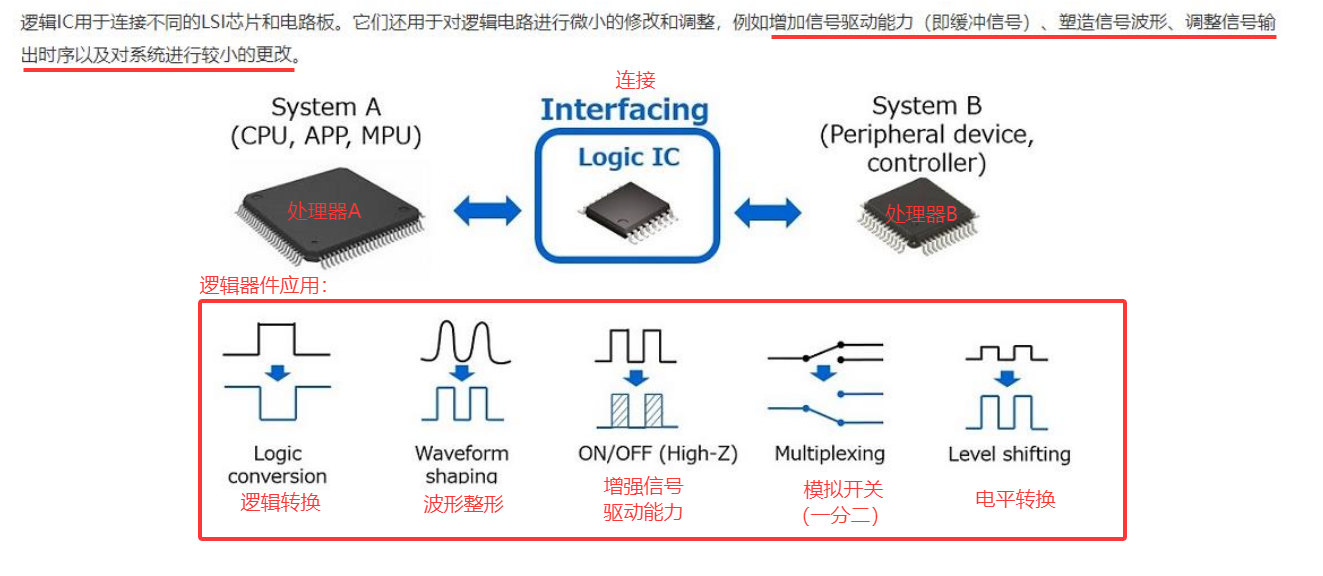 逻辑IC用于连接不同的LSI芯片和电路板。它们还用于对逻辑电路进行微小的修改和调整，例如增加信号驱动能力（即缓冲信号）、塑造信号波形、调整信号输
出时序以及对系统进行较小的更改。
连接
System A
(CPU, APP, MPU)
Interfacing
Logic IC
System B
(Peripheral device,
controller)
处理器A
处理器B
逻辑器件应用：
Logic
conversion
逻辑转换
Waveform
shaping
波形整形
ON/OFF (High-Z)
增强信号
驱动能力
Multiplexing
模拟开关
(一分二)
Level shifting
电平转换